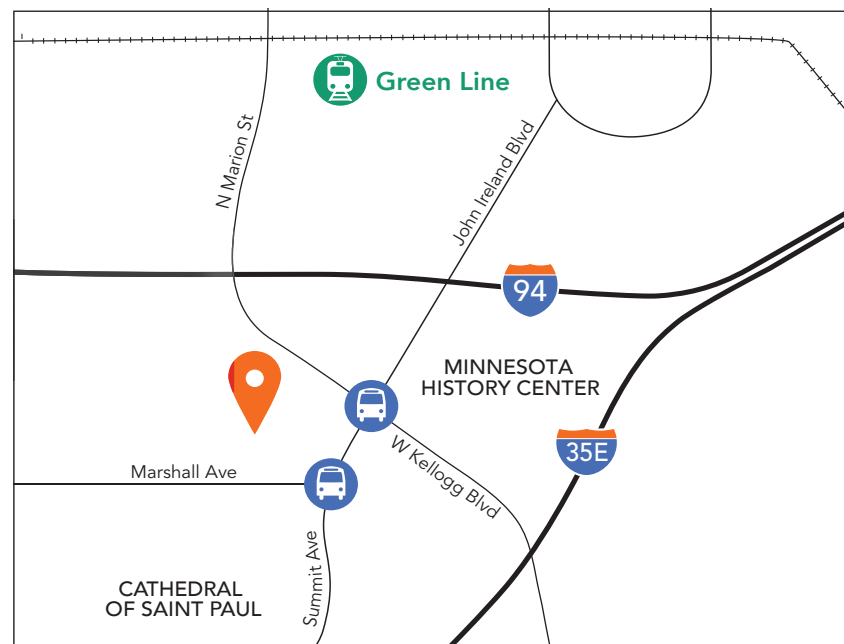 Green Line
N Marion St
John Ireland Blvd
94
MINNESOTA
HISTORY CENTER
35E
W Kellogg Blvd
Marshall Ave
Summit Ave
CATHEDRAL
OF SAINT PAUL